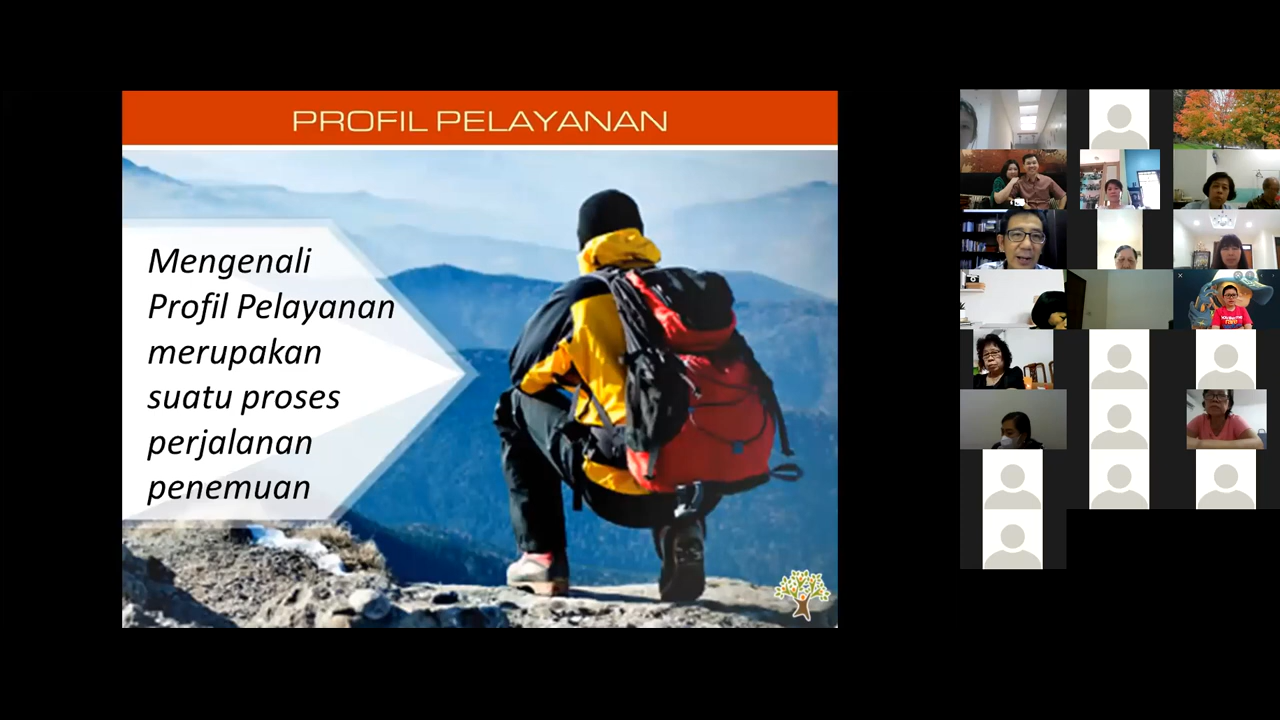 PROFIL PELAYANAN
Mengenali
Profil Pelayanan
merupakan
suatu proses
perjalanan
penemuan